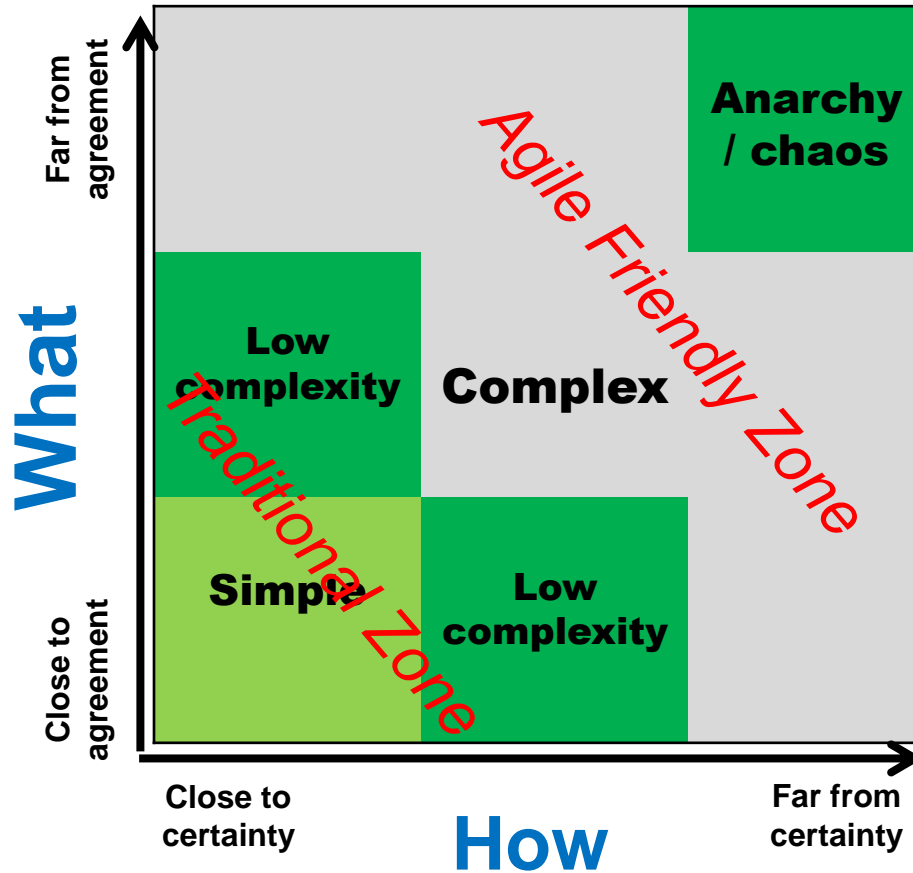 Far from
agreement
Anarchy
/ chaos
Agile Friendly Zone
What
Low
complexity
Complex
Traditional Zone
Simple
Low
complexity
Close to
agreement
Close to
certainty
Far from
certainty
How